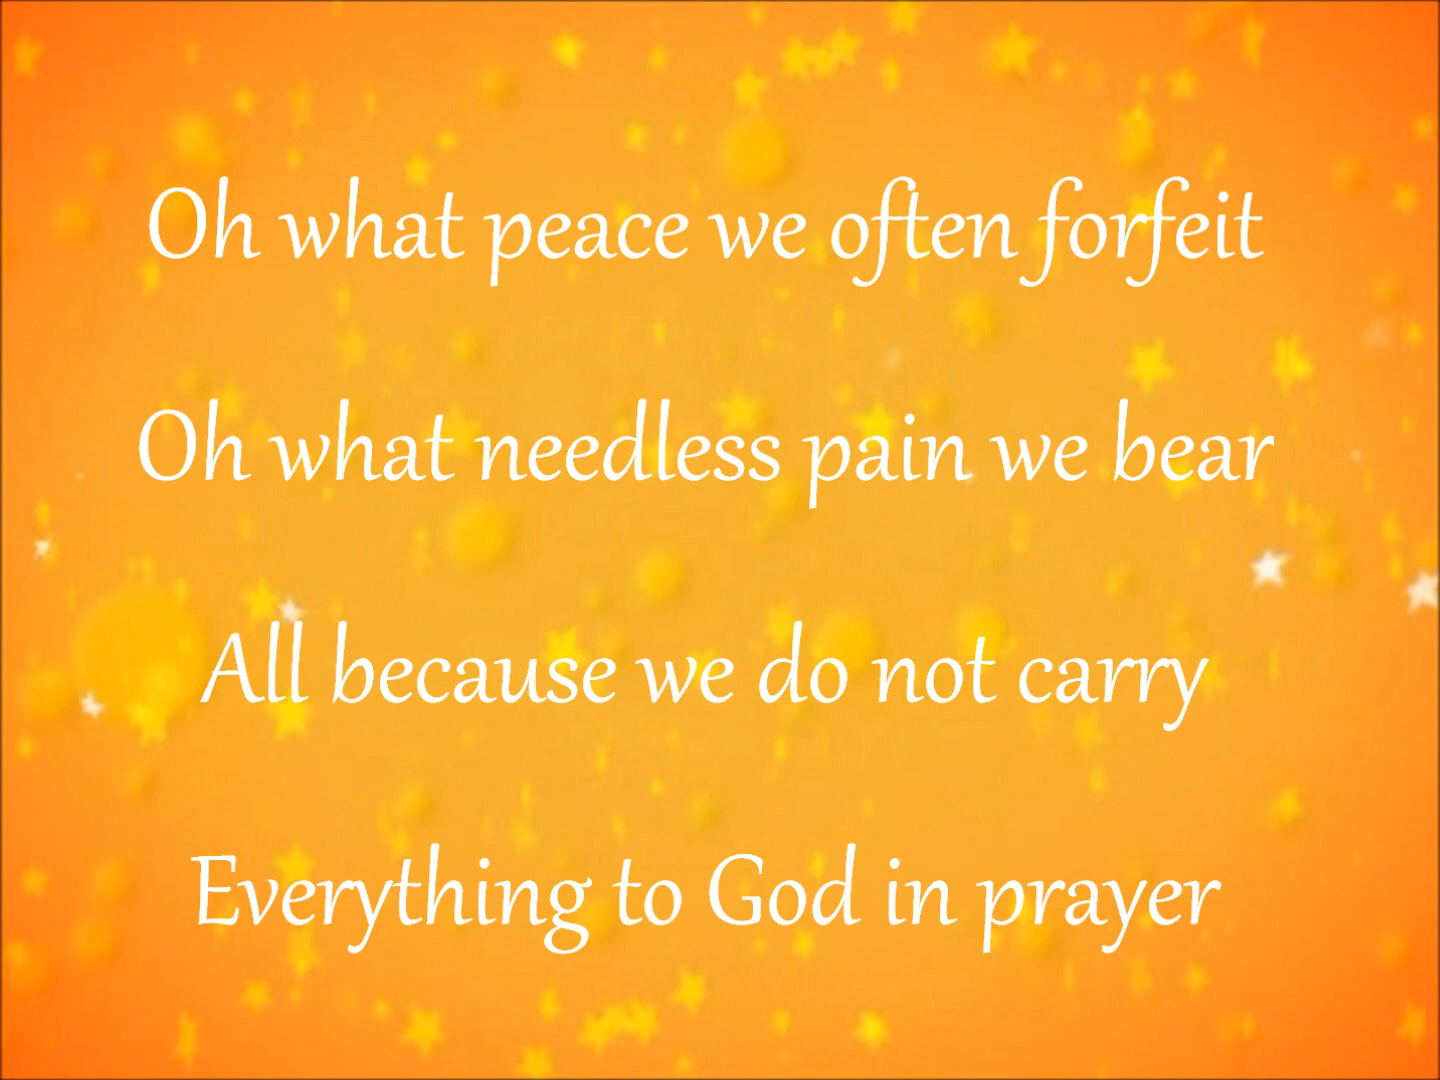 Oh what peace we often forfeit
Oh what needless pain we bear
All because we do not carry
Everything to God in prayer